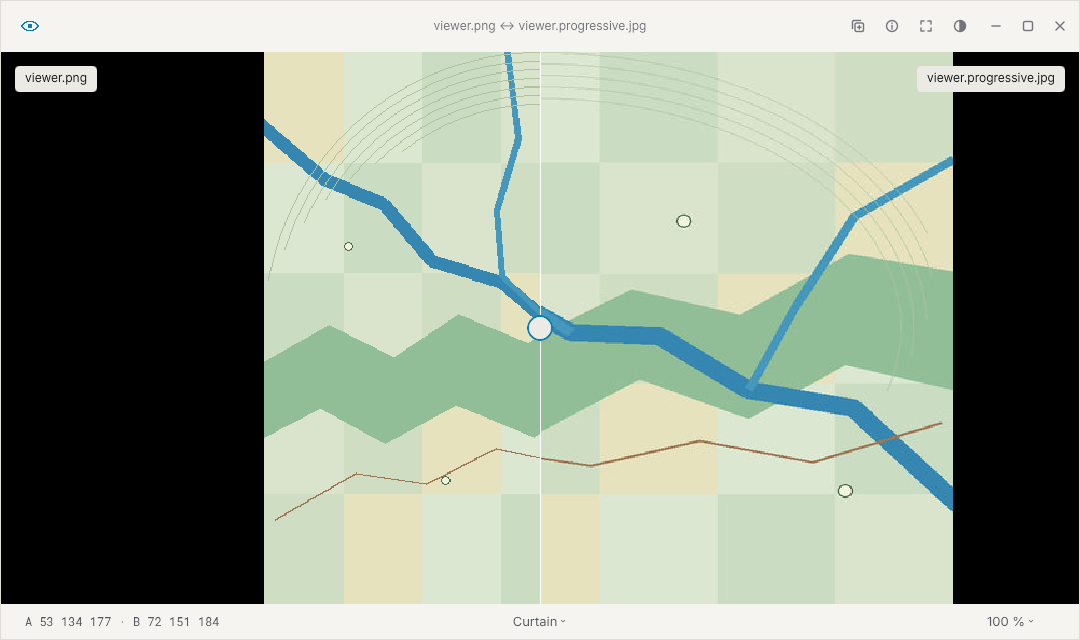 viewer.png ↔ viewer.progressive.jpg
viewer.png
viewer.progressive.jpg
A 53 134 177 · B 72 151 184
Curtain
100 %